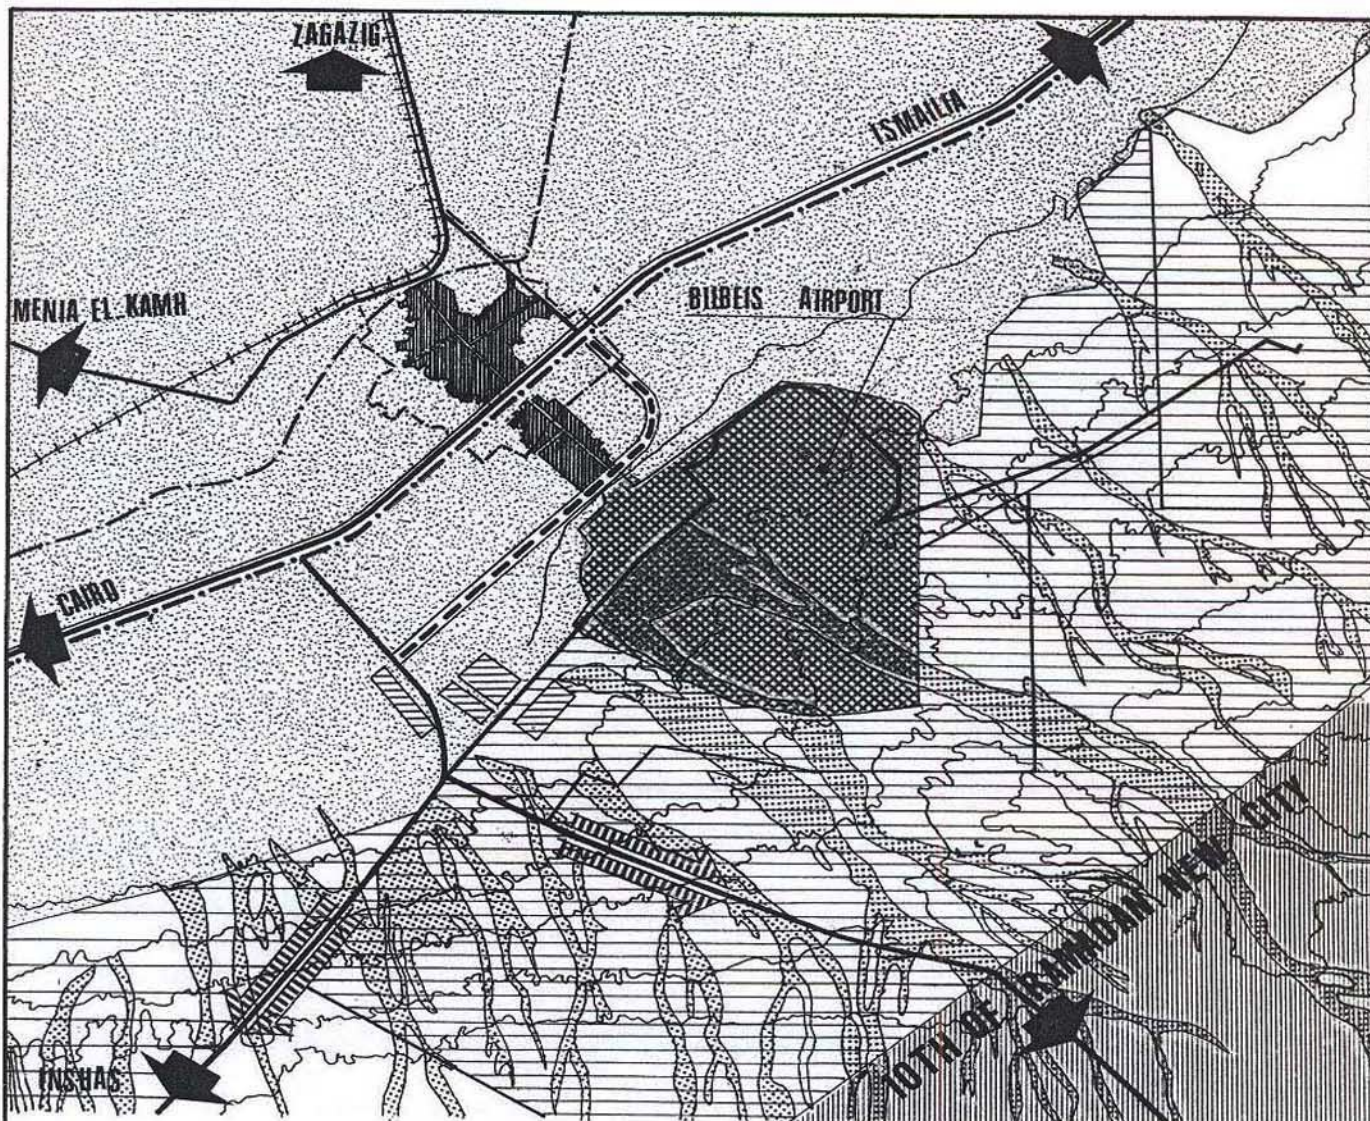 ZAGAZIG
ISMAILIA
BILBEIS AIRPORT
MENIA EL KAMH
CAIRO
10TH OF RAMADAN NEW CITY
INSHAS